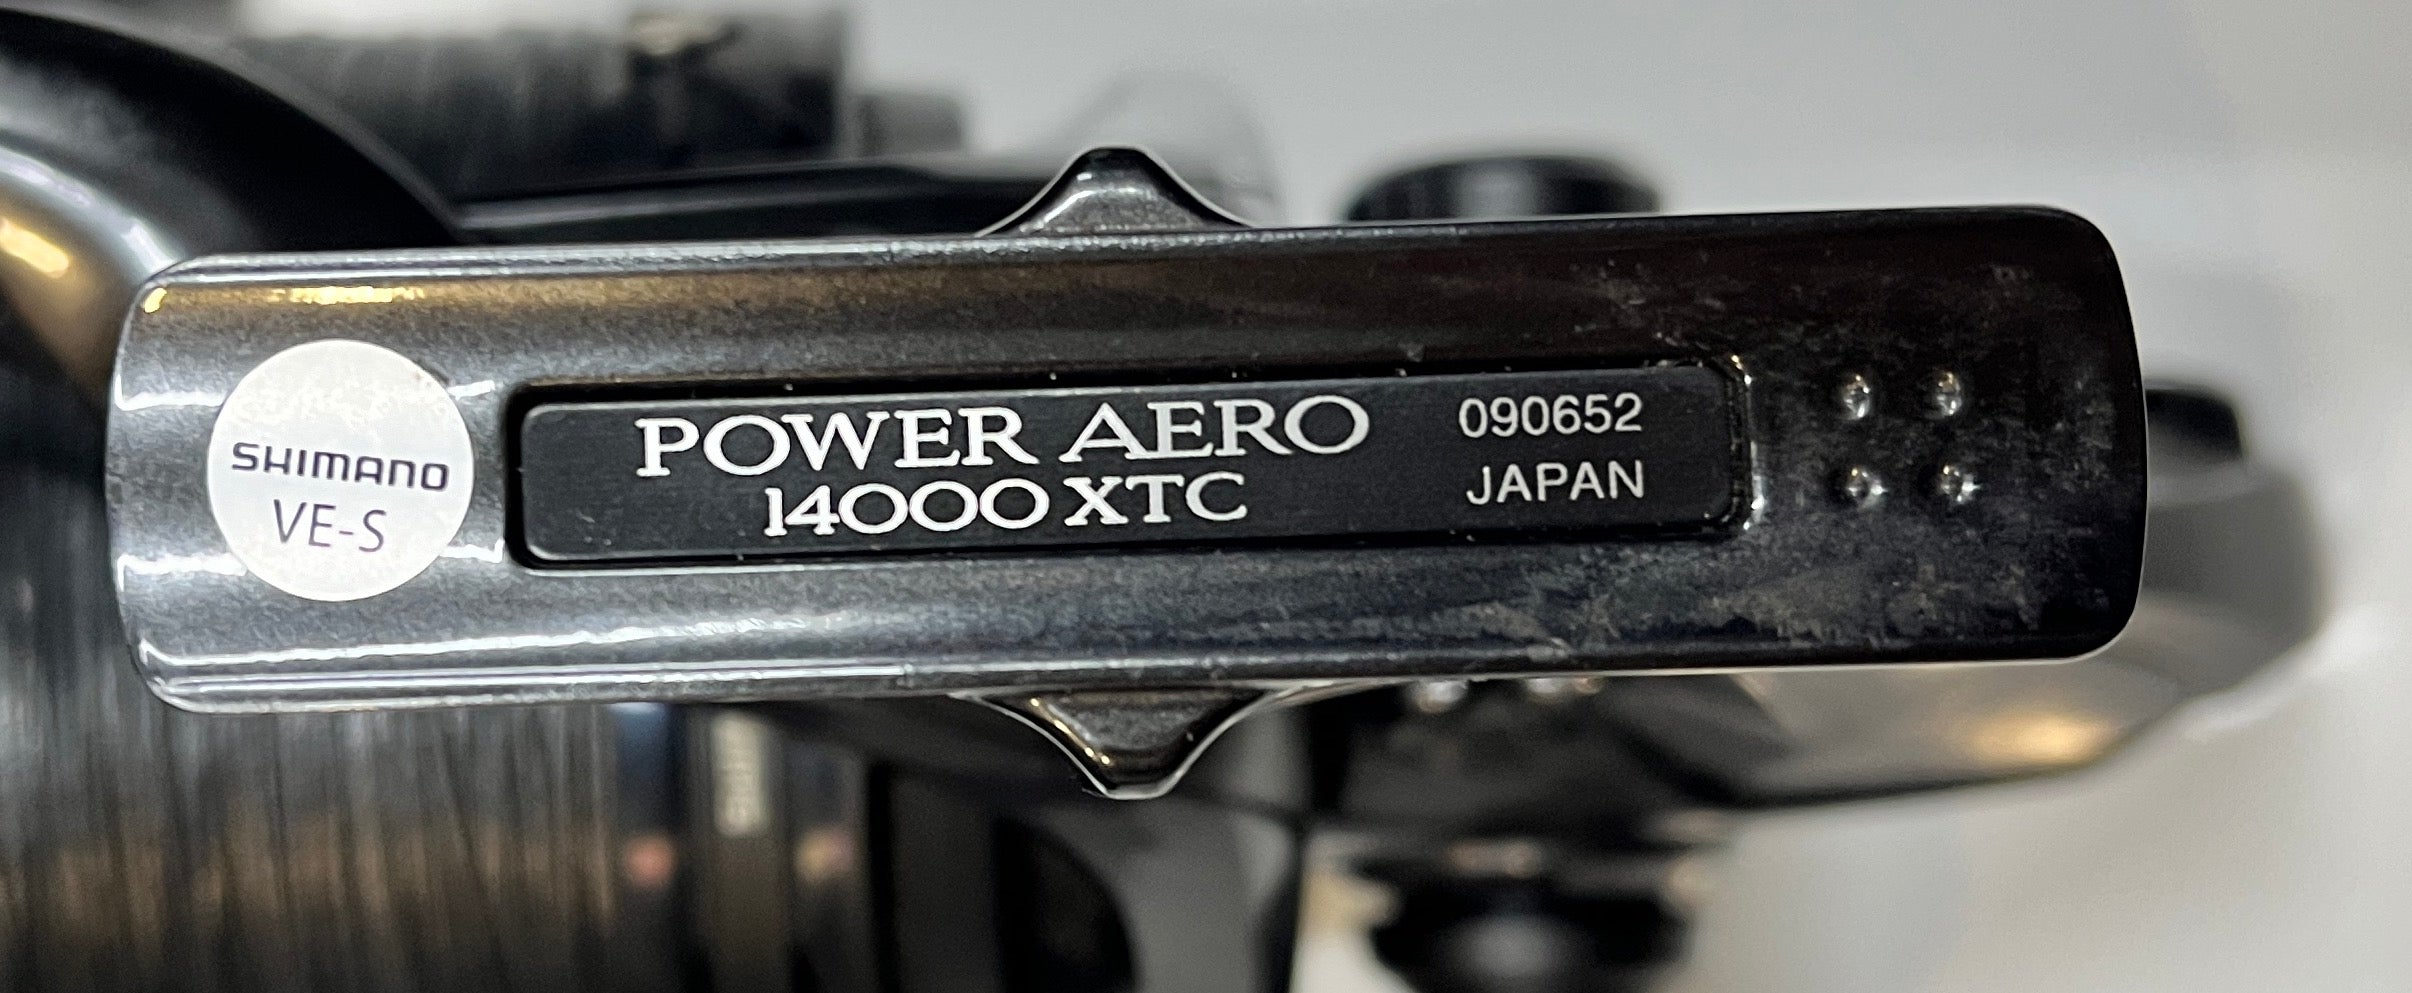 SHIMANO
VE-S
POWER AERO
14000 XTC
090652
JAPAN